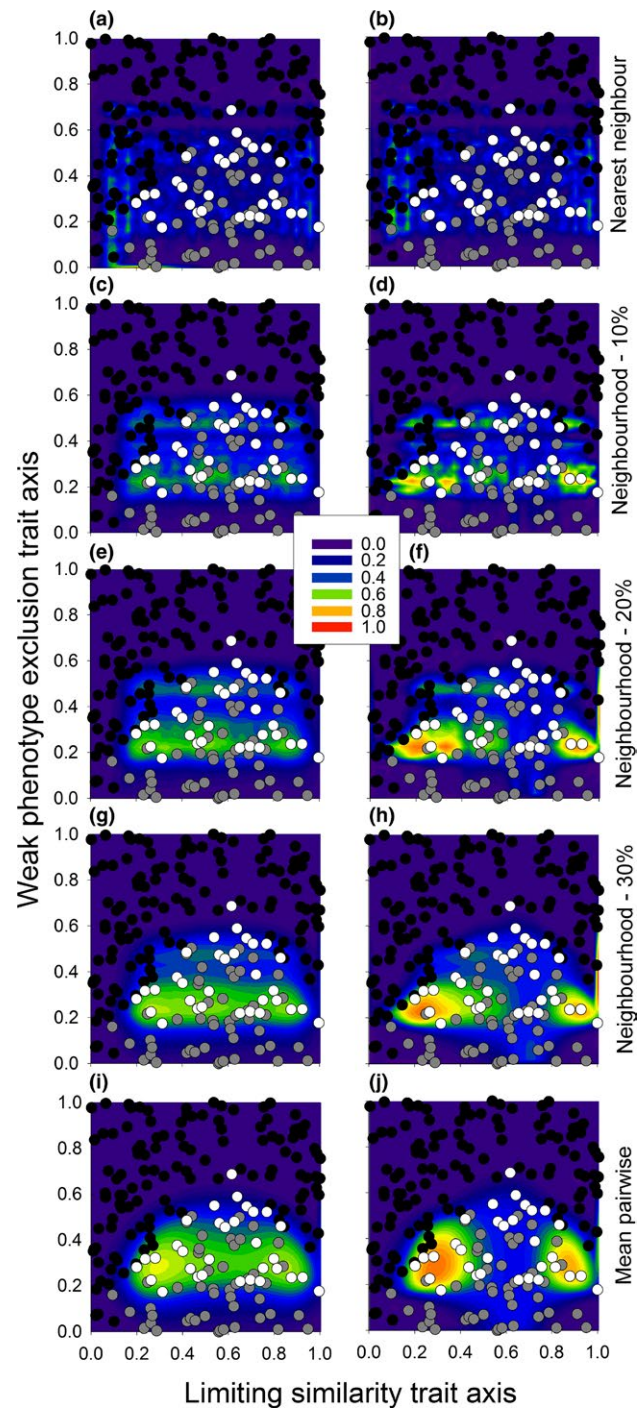 (a)
(b)
1.0
0.8
0.6
0.4
0.2
0.0
Nearest neighbour
(c)
(d)
1.0
0.8
0.6
0.4
0.2
0.0
Neighbourhood - 10%
0.0
0.2
0.4
0.6
0.8
1.0
(e)
(f)
1.0
0.8
0.6
0.4
0.2
0.0
Neighbourhood - 20%
Weak phenotype exclusion trait axis
(g)
(h)
1.0
0.8
0.6
0.4
0.2
0.0
Neighbourhood - 30%
(i)
(j)
1.0
0.8
0.6
0.4
0.2
0.0
Mean pairwise
0.0 0.2 0.4 0.6 0.8 1.0
0.0 0.2 0.4 0.6 0.8 1.0
Limiting similarity trait axis